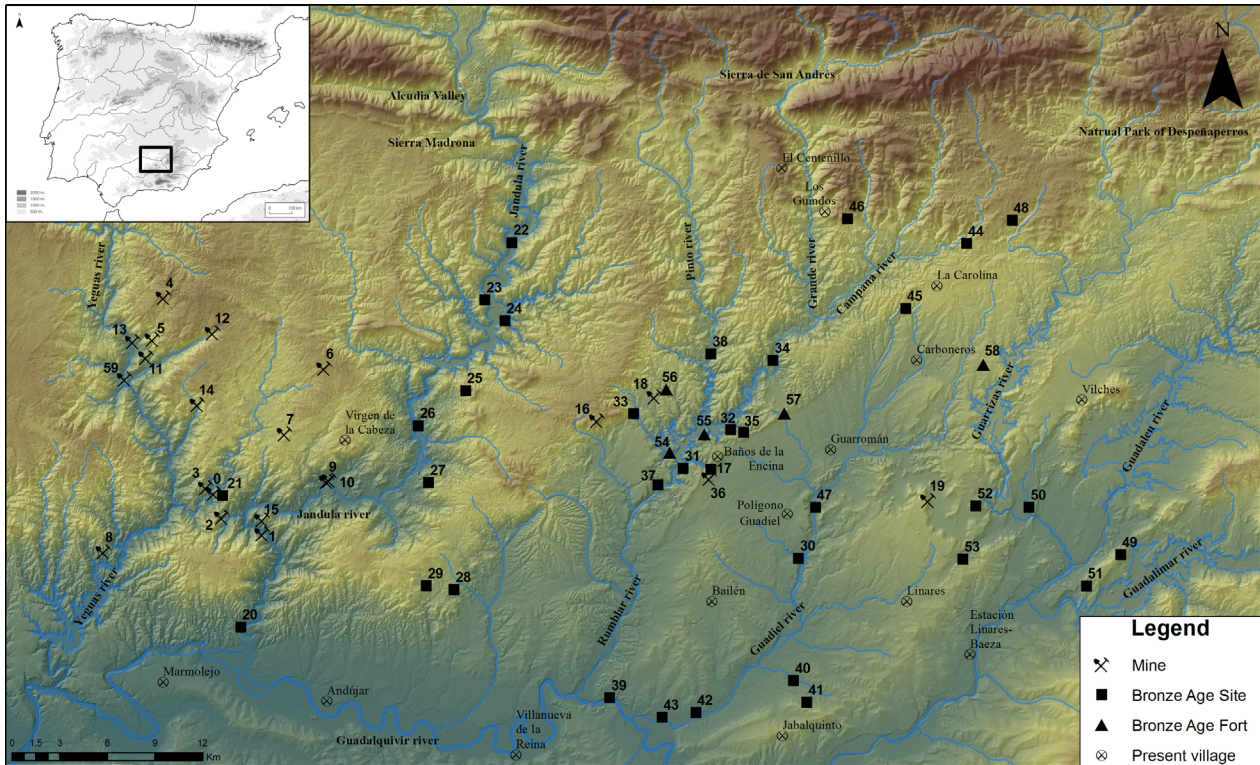 N
2000 m.
1500 m.
1000 m.
500 m.
100 km.
N
Sierra de San Andrés
Alcudia Valley
Sierra Madrona
Natrual Park of Despeñaperros
El Centenillo
Los
Guindos
Jandula river
Pinto river
Grande river
Campana river
Yeguas river
46
48
44
22
La Carolina
4
23
24
45
13
5
12
11
59
6
38
34
Carboneros
58
Guarrizas river
14
25
18
56
Vilches
Guadalen river
16
33
57
7
Virgen de
la Cabeza
26
55
32
35
Guarromán
54
Baños de la
Encina
31
17
3
0
21
9
10
27
37
36
19
52
50
2
15
Jandula river
Polígono
Guadiel
47
1
8
30
53
49
51
Guadalimar river
Yeguas river
29
28
Bailén
Linares
Rumblar river
Guadiel river
20
Estación
Linares-
Baeza
Marmolejo
40
41
Andújar
39
43
42
Villanueva
de la
Reina
Jabalquinto
Guadalquivir river
0
1,5
3
6
9
12
Km
Legend
Mine
Bronze Age Site
Bronze Age Fort
Present village